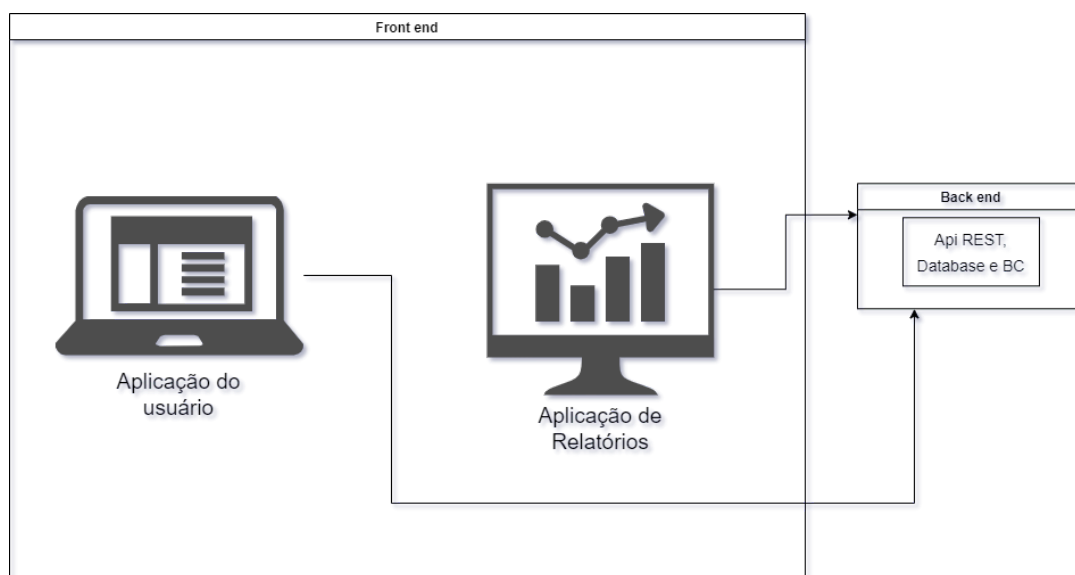 Front end
Aplicação do
usuário
Aplicação de
Relatórios
Back end
Api REST,
Database e BC